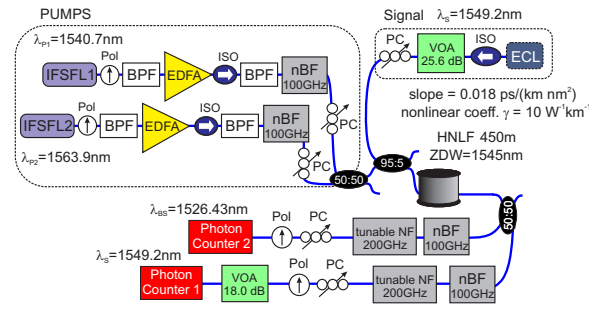 PUMPS
λP1=1540.7nm
IFSFL1
Pol
BPF
EDFA
ISO
BPF
nBF
100GHz
PC
IFSFL2
Pol
BPF
EDFA
ISO
BPF
nBF
100GHz
PC
λP2=1563.9nm
50:50
Signal
λS=1549.2nm
PC
VOA
25.6 dB
ISO
ECL
slope = 0.018 ps/(km nm²)
nonlinear coeff. γ = 10 W⁻¹km⁻¹
HNLF 450m
ZDW=1545nm
95:5
50:50
λBS=1526.43nm
Photon
Counter 2
Pol
PC
tunable NF
200GHz
nBF
100GHz
λS=1549.2nm
Photon
Counter 1
VOA
18.0 dB
Pol
PC
tunable NF
200GHz
nBF
100GHz